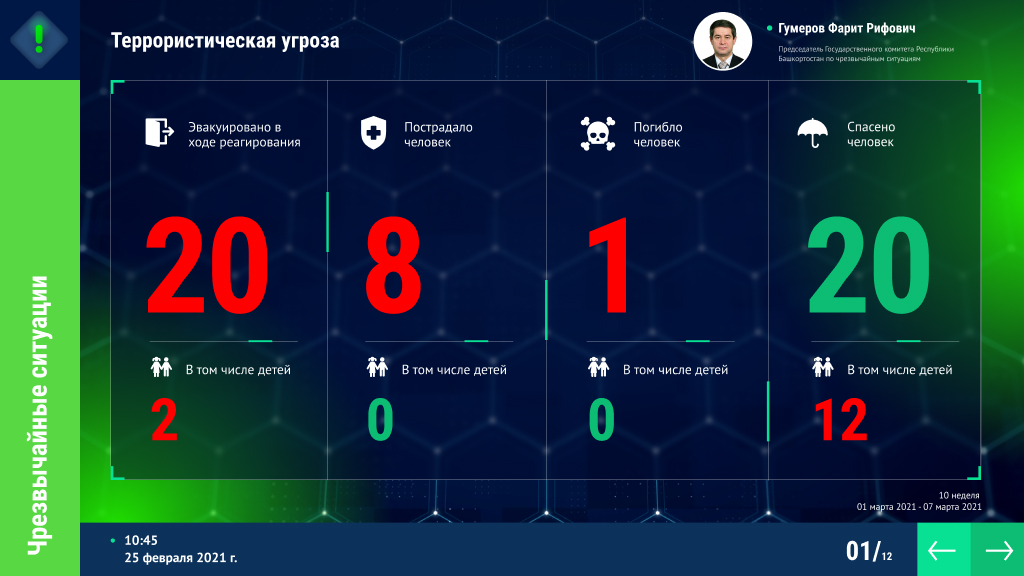 Террористическая угроза
Гумеров Фарит Рифович
Председатель Государственного комитета Республики
Башкортостан по чрезвычайным ситуациям
Чрезвычайные ситуации
Эвакуировано в
ходе реагирования
20
В том числе детей
2
Пострадало
человек
8
В том числе детей
0
Погибло
человек
1
В том числе детей
0
Спасено
человек
20
В том числе детей
12
10 неделя
01 марта 2021 - 07 марта 2021
10:45
25 февраля 2021 г.
01/12